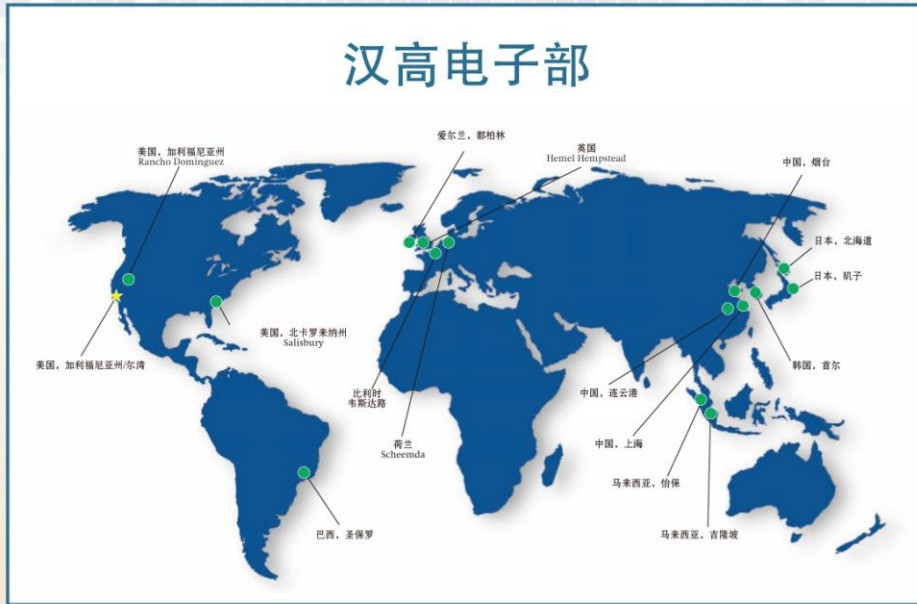 汉高电子部
爱尔兰，都柏林
英国
Hemel Hempstead
美国，加利福尼亚州
Rancho Dominguez
中国，烟台
日本，北海道
日本，矶子
美国，北卡罗来纳州
Salisbury
美国，加利福尼亚州/尔湾
韩国，首尔
比利时
韦斯达路
中国，连云港
荷兰
Scheemda
中国，上海
马来西亚，怡保
巴西，圣保罗
马来西亚，吉隆坡